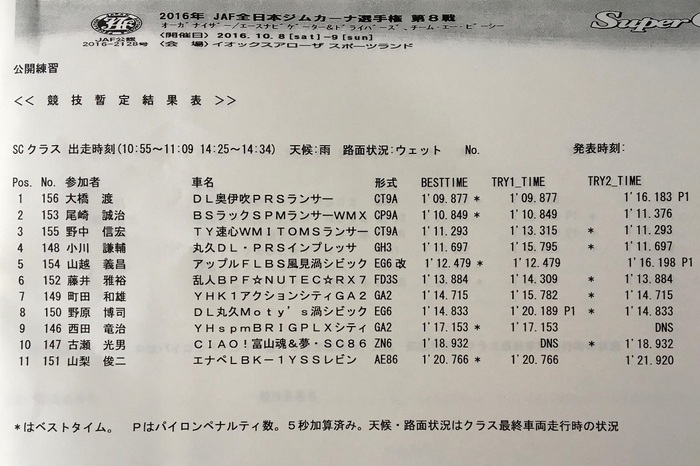 2016年 JAF全日本ジムカーナ選手権 第8戦
オーガナイザー/エースナビゲーター&ドライバーズ、チーム・エー・ピーシー
JAF公認
2016-2128号
<開催日> 2016.10.8[sat]-9[sun]
<会 場> イオックスアローザ スポーツランド
公開練習
<< 競技暫定結果表 >>
SCクラス 出走時刻(10:55~11:09 14:25~14:34) 天候:雨 路面状況:ウェット No. 発表時刻:
Pos. No. 参加者 車名 形式 BESTTIME TRY1_TIME TRY2_TIME
1 156 大橋 渡 DL奥伊吹PRSランサー CT9A 1'09.877 * 1'09.877 1'16.183 P1
2 153 尾崎 誠治 BSラックSPMランサーWMX CP9A 1'10.849 * 1'10.849 1'11.376
3 155 野中 信宏 TY速心WMITOMSランサー CT9A 1'11.293 1'13.315 * 1'11.293
4 148 小川 謙輔 丸久DL・PRSインプレッサ GH3 1'11.697 1'15.795 * 1'11.697
5 154 山越 義昌 アップルFLBS風見渦シビック EG6改 1'12.479 * 1'12.479 1'16.198 P1
6 152 藤井 雅裕 乱人BPF☆NUTEC☆RX7 FD3S 1'13.884 1'14.309 * 1'13.884
7 149 町田 和雄 YHK1アクションシティGA2 GA2 1'14.715 1'15.782 * 1'14.715
8 150 野原 博司 DL丸久Moty's渦シビック EG6 1'14.833 1'20.189 P1 * 1'14.833
9 146 西田 竜治 YHspmBRIGPLXシティ GA2 1'17.153 * 1'17.153 DNS
10 147 古瀬 光男 CIAO!富山魂&夢・SC86 ZN6 1'18.932 DNS * 1'18.932
11 151 山梨 俊二 エナペLBK-1YSSレビン AE86 1'20.766 * 1'20.766 1'21.920
*はベストタイム。 Pはパイロンペナルティ数。5秒加算済み。天候・路面状況はクラス最終車両走行時の状況